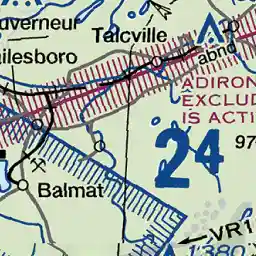 uverneur
Talcville
ailesboro
abnd
ADIRON
EXCLUD
IS ACTI
24
97
Balmat
VR1
1380